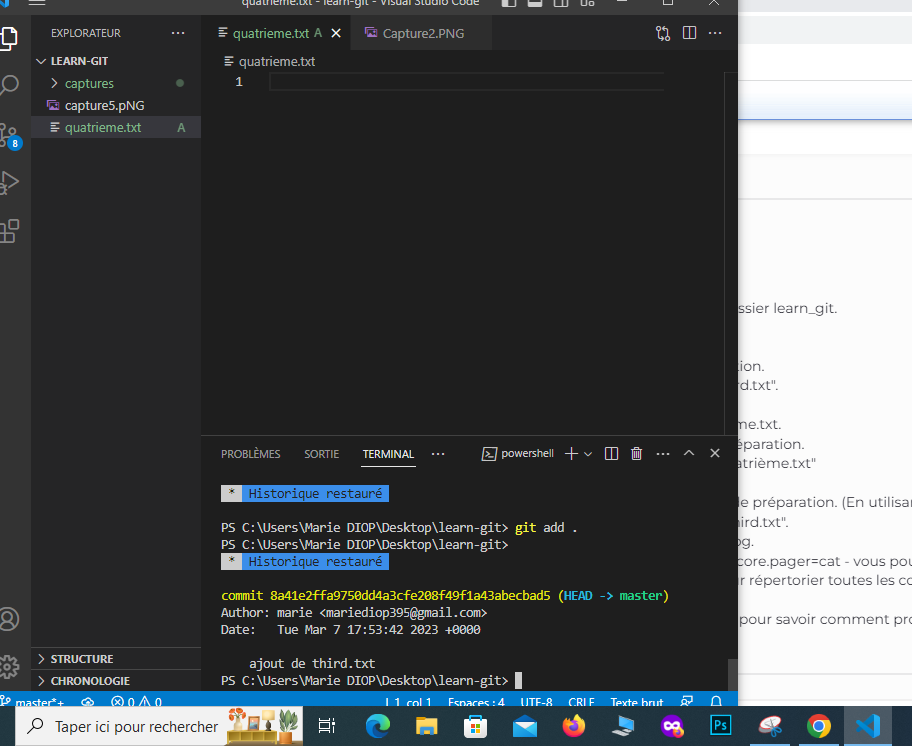 quatrieme.txt - learn-git - Visual Studio Code
EXPLORATEUR
LEARN-GIT
captures
capture5.pNG
quatrieme.txt A
8
quatrieme.txt A
Capture2.PNG
quatrieme.txt
1
PROBLÈMES SORTIE TERMINAL
powershell
* Historique restauré
PS C:\Users\Marie DIOP\Desktop\learn-git> git add .
PS C:\Users\Marie DIOP\Desktop\learn-git>
* Historique restauré
commit 8a41e2ffa9750dd4a3cfe208f49f1a43abecbad5 (HEAD -> master)
Author: marie <mariediop395@gmail.com>
Date: Tue Mar 7 17:53:42 2023 +0000
ajout de third.txt
PS C:\Users\Marie DIOP\Desktop\learn-git>
STRUCTURE
CHRONOLOGIE
master*+ 0 0 L 1, col 1 Espaces : 4 UTF-8 CRLF Texte brut
ssier learn_git.
ion.
rd.txt".
me.txt.
éparation.
atrième.txt"
le préparation. (En utilisan
hird.txt".
og.
core.pager=cat - vous pou
ur répertorier toutes les co
pour savoir comment pro
Taper ici pour rechercher
Ps